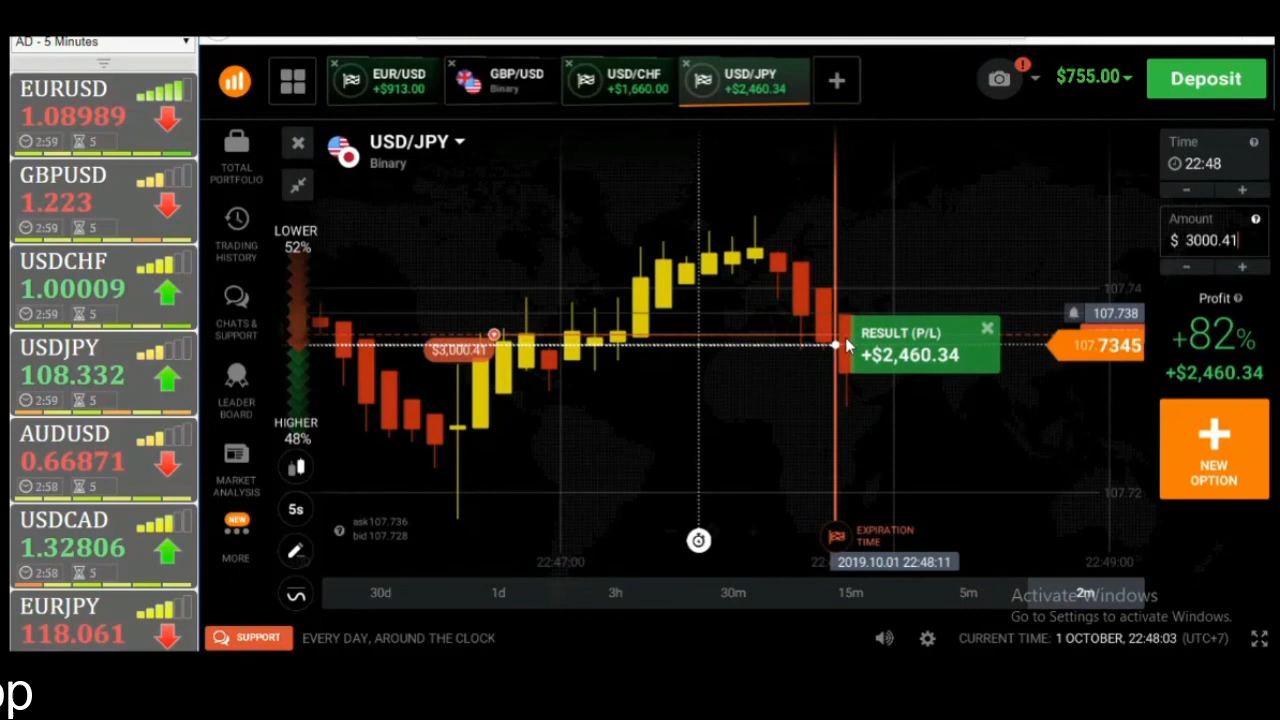 AD - 5 Minutes
EURUSD
1.08989
2:59 5
GBPUSD
1.223
2:59 5
USDCHF
1.00009
2:59 5
USDJPY
108.332
2:59 5
AUDUSD
0.66871
2:58 5
USDCAD
1.32806
2:58 5
EURJPY
118.061
EUR/USD
+$913.00
GBP/USD
Binary
USD/CHF
+$1,660.00
USD/JPY
+$2,460.34
$755.00
Deposit
TOTAL
PORTFOLIO
TRADING
HISTORY
CHATS &
SUPPORT
LEADER
BOARD
MARKET
ANALYSIS
NEW
MORE
USD/JPY
Binary
LOWER
52%
HIGHER
48%
5s
$3,000.41
RESULT (P/L)
+$2,460.34
107.74
107.738
107.7345
107.72
ask107.736
bid 107.728
EXPIRATION
TIME
22:47:00
22:
2019.10.01 22:48:11
22:49:00
30d 1d 3h 30m 15m 5m 2m
Time
22:48
Amount
$ 3000.41
Profit
+82%
+$2,460.34
NEW
OPTION
Activate Windows
Go to Settings to activate Windows.
SUPPORT
EVERY DAY, AROUND THE CLOCK
CURRENT TIME: 1 OCTOBER, 22:48:03 (UTC+7)
op